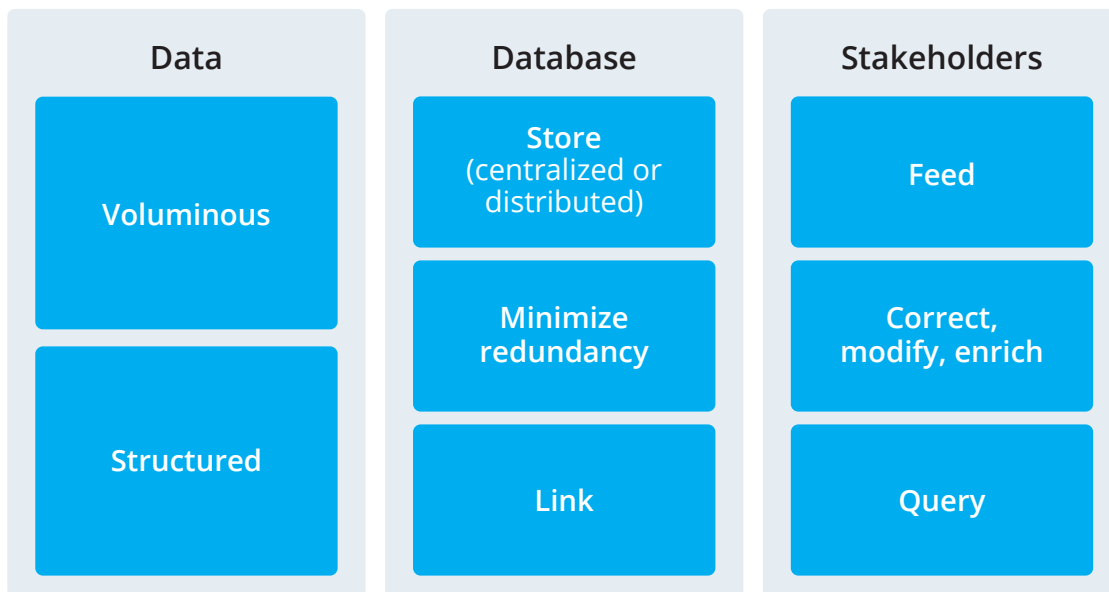 Data
Voluminous
Structured
Database
Store
(centralized or
distributed)
Minimize
redundancy
Link
Stakeholders
Feed
Correct,
modify, enrich
Query